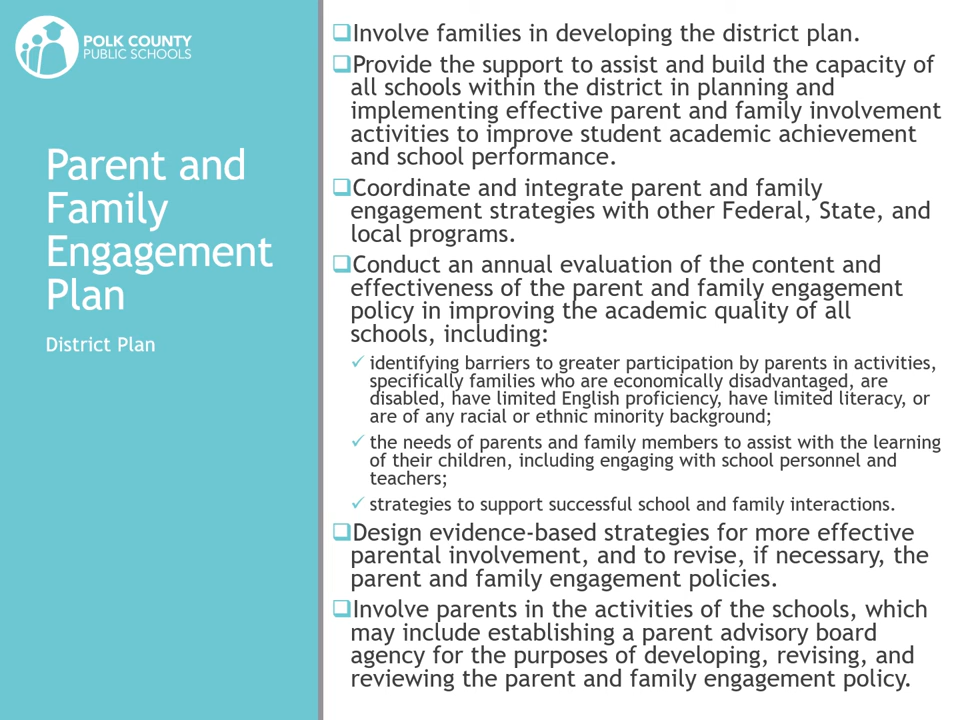 POLK COUNTY
PUBLIC SCHOOLS
Parent and
Family
Engagement
Plan
District Plan
Involve families in developing the district plan.
Provide the support to assist and build the capacity of
all schools within the district in planning and
implementing effective parent and family involvement
activities to improve student academic achievement
and school performance.
Coordinate and integrate parent and family
engagement strategies with other Federal, State, and
local programs.
Conduct an annual evaluation of the content and
effectiveness of the parent and family engagement
policy in improving the academic quality of all
schools, including:
identifying barriers to greater participation by parents in activities,
specifically families who are economically disadvantaged, are
disabled, have limited English proficiency, have limited literacy, or
are of any racial or ethnic minority background;
the needs of parents and family members to assist with the learning
of their children, including engaging with school personnel and
teachers;
strategies to support successful school and family interactions.
Design evidence-based strategies for more effective
parental involvement, and to revise, if necessary, the
parent and family engagement policies.
Involve parents in the activities of the schools, which
may include establishing a parent advisory board
agency for the purposes of developing, revising, and
reviewing the parent and family engagement policy.